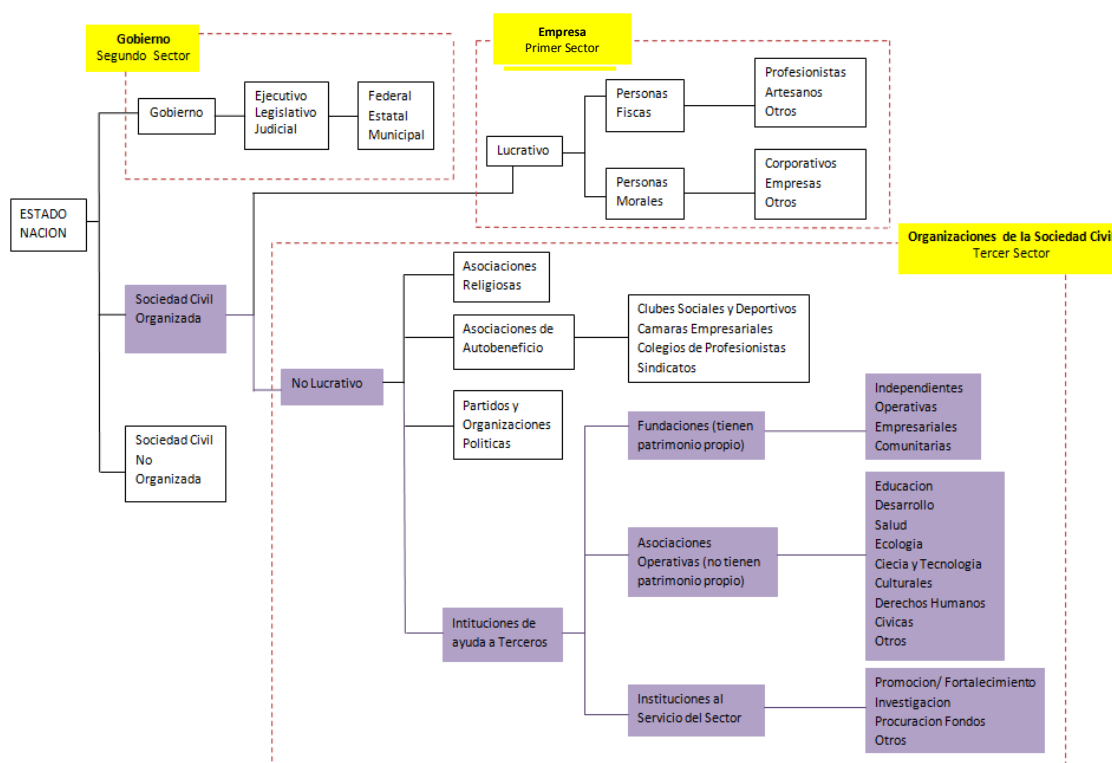 Gobierno
Segundo Sector
Empresa
Primer Sector
Gobierno
Ejecutivo
Legislativo
Judicial
Federal
Estatal
Municipal
Lucrativo
Personas
Fiscas
Profesionistas
Artesanos
Otros
Personas
Morales
Corporativos
Empresas
Otros
ESTADO
NACION
Organizaciones de la Sociedad Civil
Tercer Sector
Sociedad Civil
Organizada
Sociedad Civil
No
Organizada
No Lucrativo
Asociaciones
Religiosas
Asociaciones de
Autobeneficio
Clubes Sociales y Deportivos
Camaras Empresariales
Colegios de Profesionistas
Sindicatos
Partidos y
Organizaciones
Politicas
Intituciones de
ayuda a Terceros
Fundaciones (tienen
patrimonio propio)
Independientes
Operativas
Empresariales
Comunitarias
Asociaciones
Operativas (no tienen
patrimonio propio)
Educacion
Desarrollo
Salud
Ecologia
Ciecia y Tecnologia
Culturales
Derechos Humanos
Civicas
Otros
Instituciones al
Servicio del Sector
Promocion/ Fortalecimiento
Investigacion
Procuracion Fondos
Otros